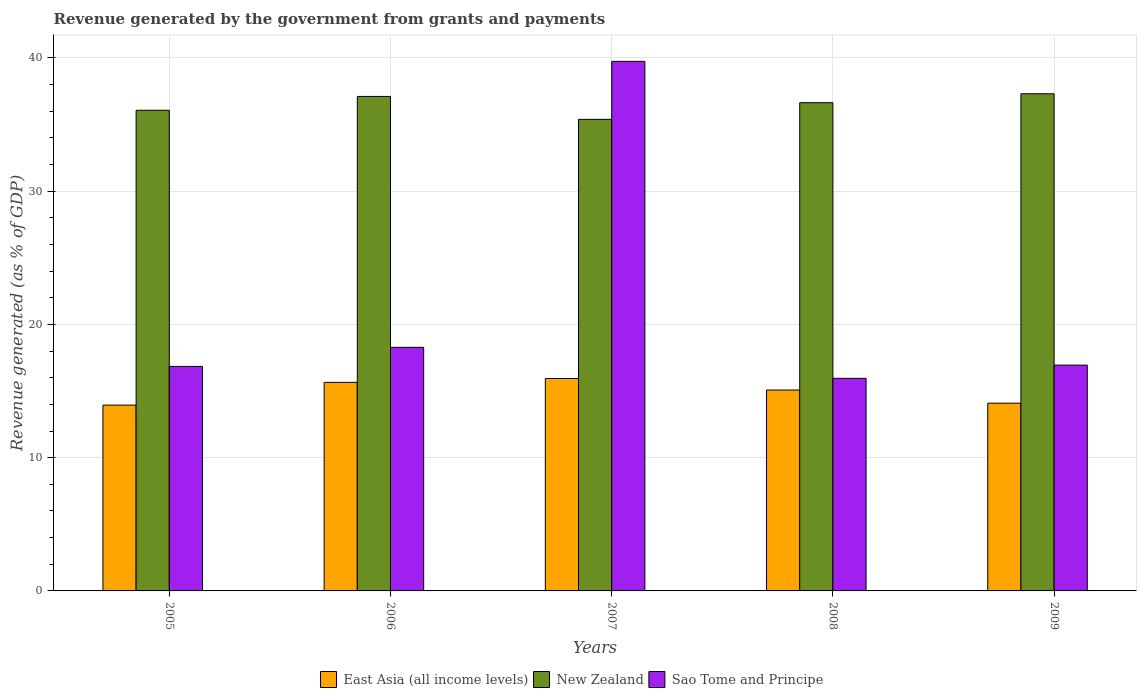 Revenue generated by the government from grants and payments
Revenue generated (as % of GDP)
40
30
20
10
0
2005
2006
2007
2008
2009
Years
East Asia (all income levels)
New Zealand
Sao Tome and Principe